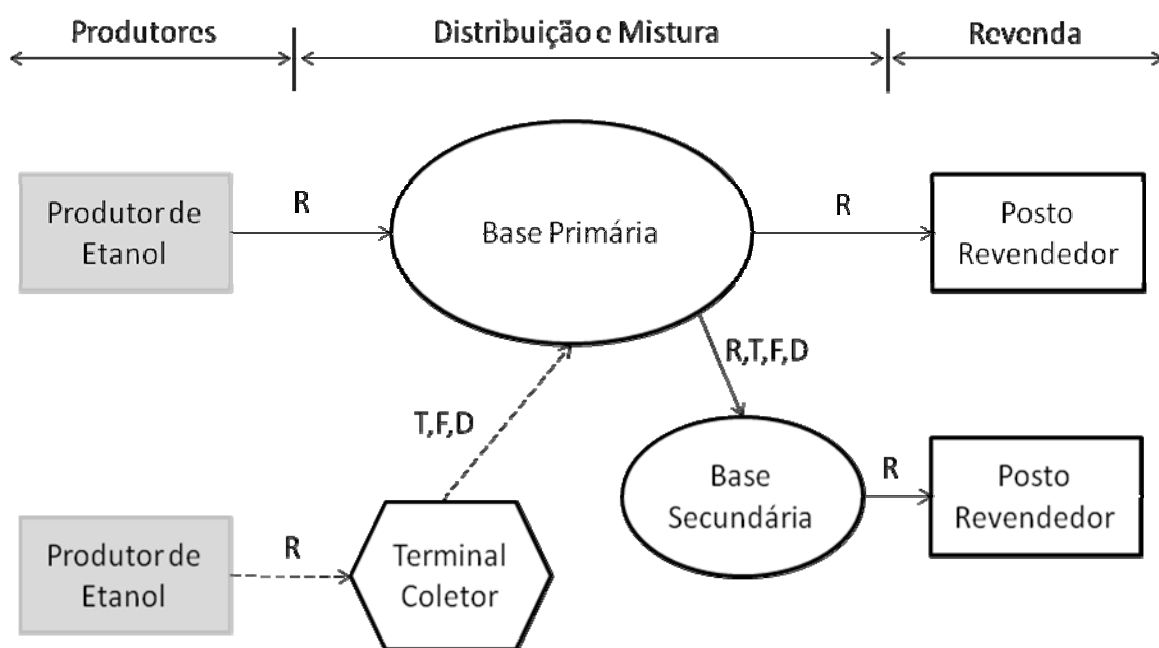 Produtores
Distribuição e Mistura
Revenda
Produtor de
Etanol
R
Base Primária
R
Posto
Revendedor
R,T,F,D
T,F,D
Base
Secundária
R
Posto
Revendedor
Produtor de
Etanol
R
Terminal
Coletor